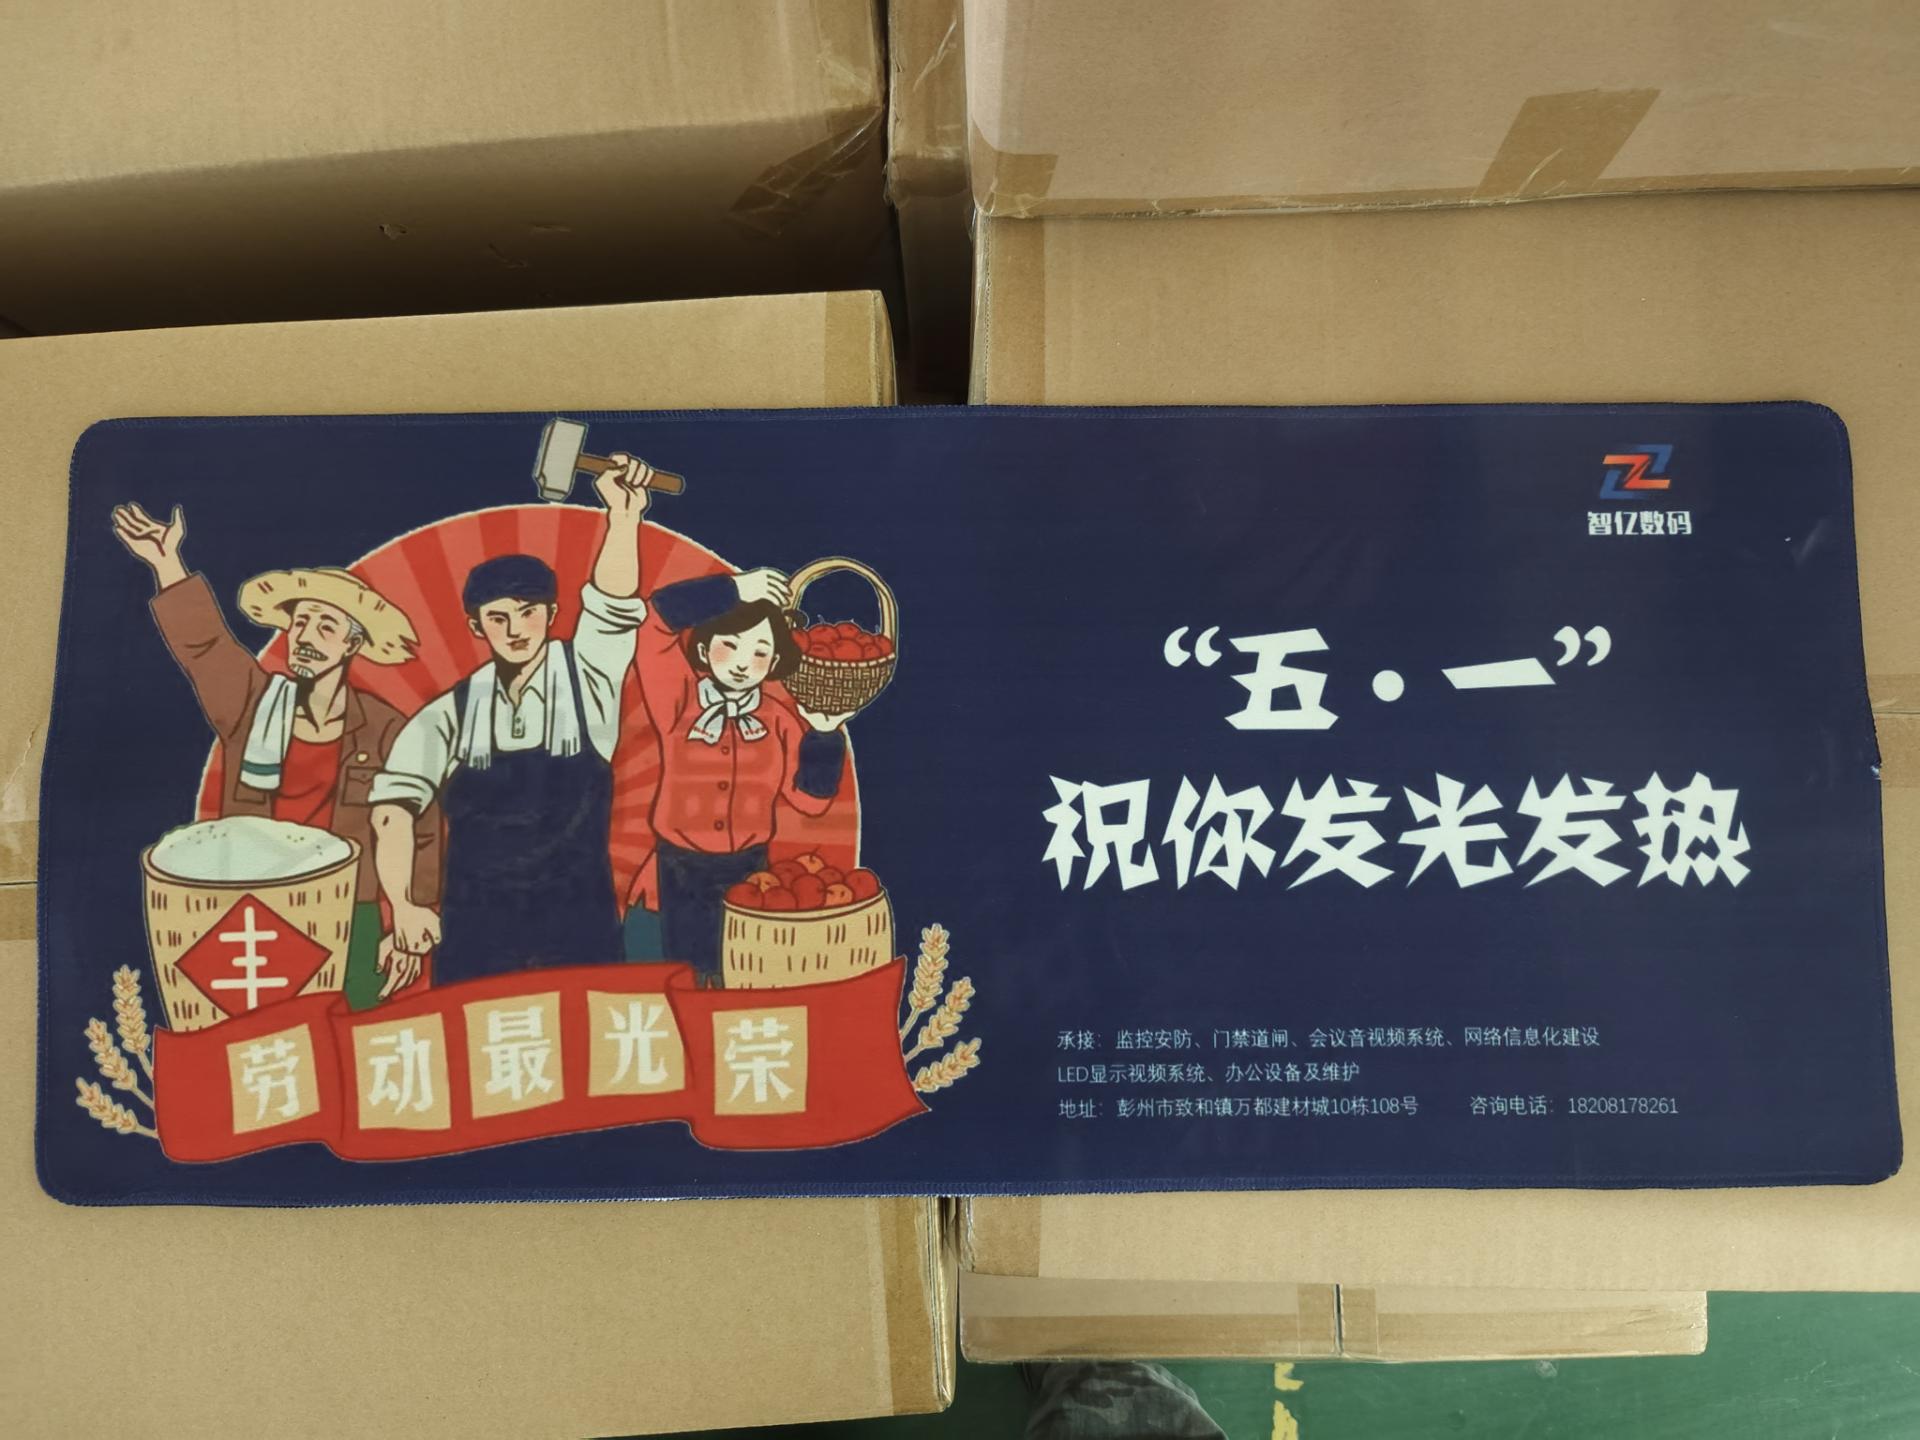 智亿数码
“五·一”
祝你发光发热
丰
劳动最光荣
承接：监控安防、门禁道闸、会议音视频系统、网络信息化建设
LED显示视频系统、办公设备及维护
地址：彭州市致和镇万都建材城10栋108号 咨询电话：18208178261